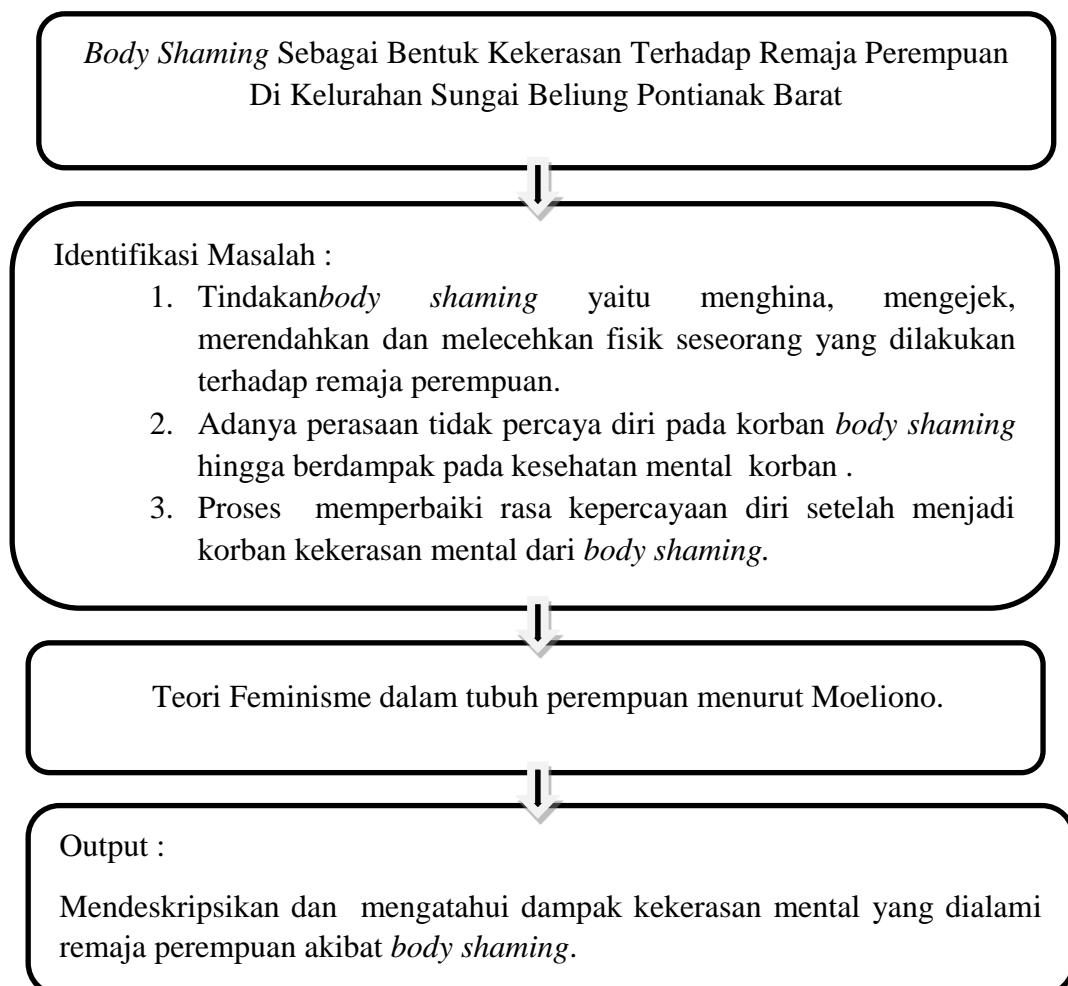 Body Shaming Sebagai Bentuk Kekerasan Terhadap Remaja Perempuan
Di Kelurahan Sungai Beliung Pontianak Barat
Identifikasi Masalah :
1. Tindakanbody shaming yaitu menghina, mengejek,
merendahkan dan melecehkan fisik seseorang yang dilakukan
terhadap remaja perempuan.
2. Adanya perasaan tidak percaya diri pada korban body shaming
hingga berdampak pada kesehatan mental korban .
3. Proses memperbaiki rasa kepercayaan diri setelah menjadi
korban kekerasan mental dari body shaming.
Teori Feminisme dalam tubuh perempuan menurut Moeliono.
Output :
Mendeskripsikan dan mengatahui dampak kekerasan mental yang dialami
remaja perempuan akibat body shaming.